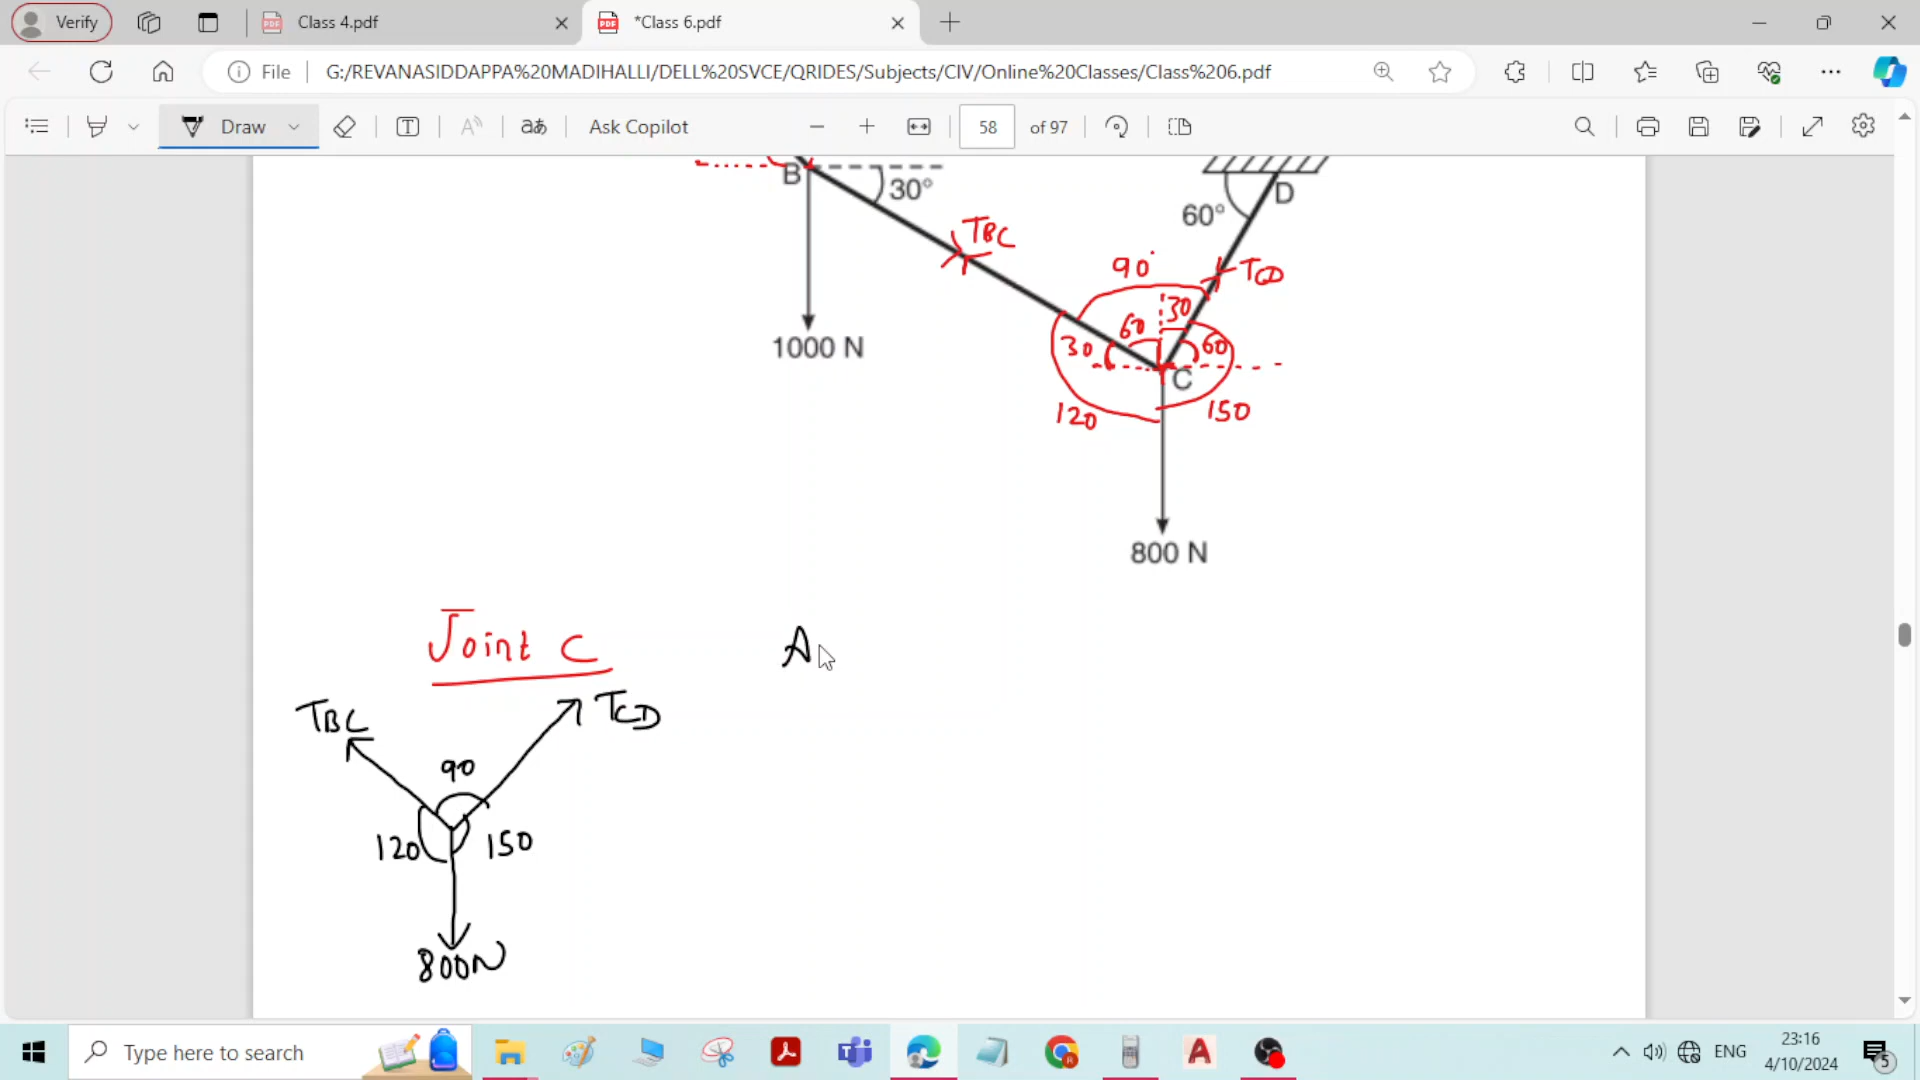 Verify
Class 4.pdf
*Class 6.pdf
File
G:/REVANASIDDAPPA%20MADIHALLI/DELL%20SVCE/QRIDES/Subjects/CIV/Online%20Classes/Class%206.pdf
Draw
Ask Copilot
58
of 97
B
30°
D
60°
TBC
90°
TCD
30
60
30
60
C
1000 N
120
150
800 N
Joint C
A
TBC
TCD
90
120
150
800N
Type here to search
ENG
23:16
4/10/2024
5